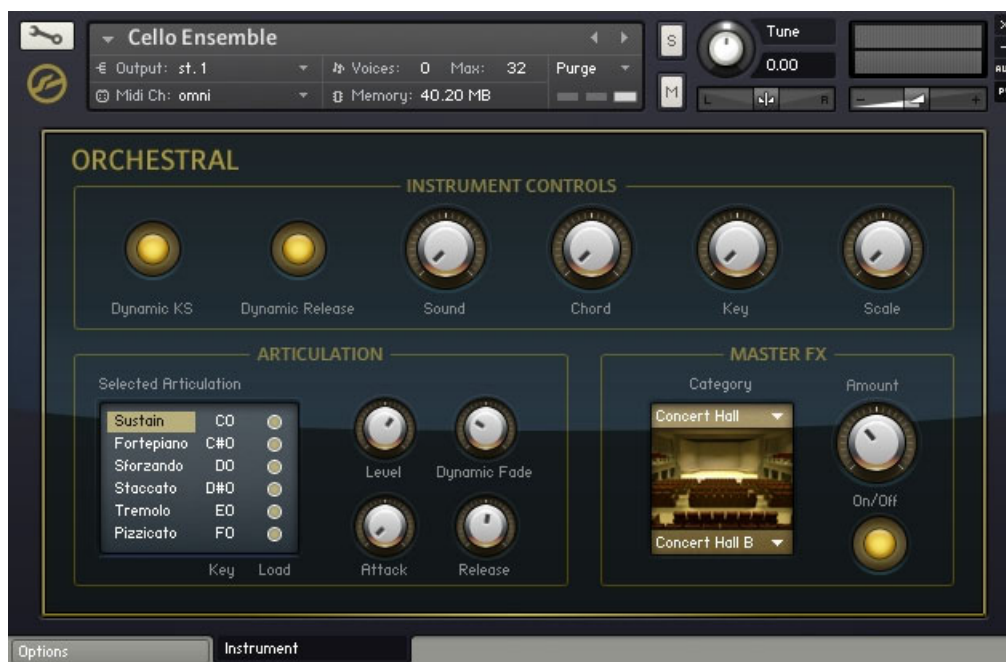 Cello Ensemble
Output: st. 1
Voices: 0 Max: 32
Purge
Midi Ch: omni
Memory: 40.20 MB
S
M
Tune
0.00
L R
- +
ORCHESTRAL
INSTRUMENT CONTROLS
Dynamic KS
Dynamic Release
Sound
Chord
Key
Scale
ARTICULATION
Selected Articulation
Sustain C0
Fortepiano C#0
Sforzando D0
Staccato D#0
Tremolo E0
Pizzicato F0
Key Load
Level
Dynamic Fade
Attack
Release
MASTER FX
Category
Concert Hall
Concert Hall B
Amount
On/Off
Options
Instrument